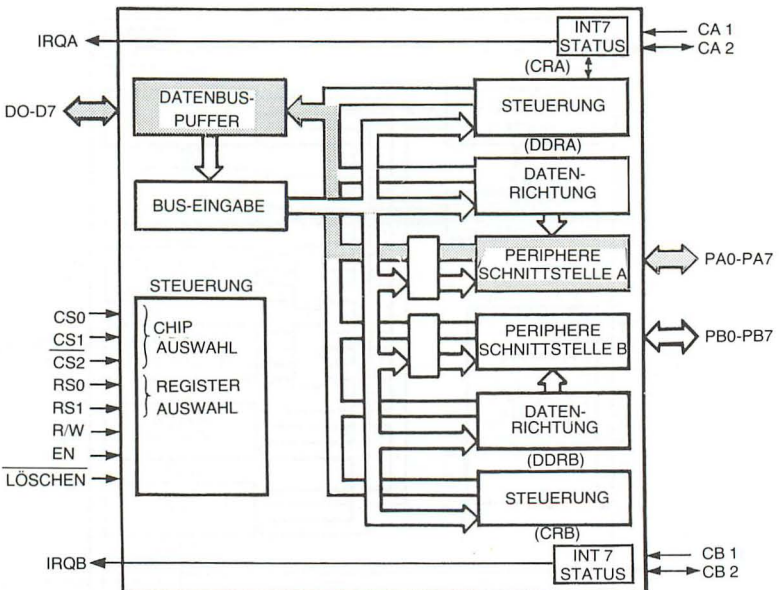 IRQA
INT7
STATUS
CA 1
CA 2
(CRA)
DO-D7
DATENBUS-
PUFFER
STEUERUNG
(DDRA)
DATEN-
RICHTUNG
BUS-EINGABE
PERIPHERE
SCHNITTSTELLE A
PA0-PA7
STEUERUNG
CS0
CS1
CS2
CHIP
AUSWAHL
RS0
RS1
REGISTER
AUSWAHL
R/W
EN
LÖSCHEN
PERIPHERE
SCHNITTSTELLE B
PB0-PB7
DATEN-
RICHTUNG
(DDRB)
STEUERUNG
(CRB)
IRQB
INT 7
STATUS
CB 1
CB 2